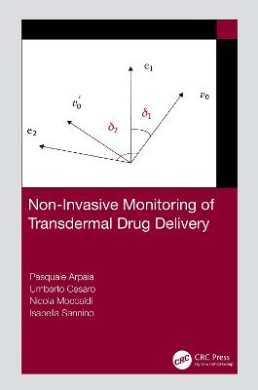 e₁
v₀
v₀'
δ₁
e₂
δ₂
Non-Invasive Monitoring of
Transdermal Drug Delivery
Pasquale Arpaia
Umberto Cesaro
Nicola Moccaldi
Isabella Sannino
CRC
CRC Press